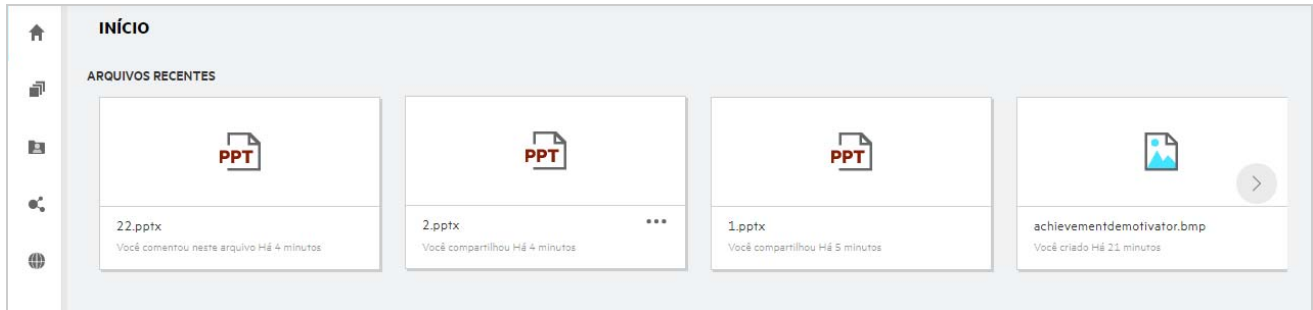 INÍCIO
ARQUIVOS RECENTES
PPT
PPT
PPT
22.pptx
Você comentou neste arquivo Há 4 minutos
2.pptx
Você compartilhou Há 4 minutos
1.pptx
Você compartilhou Há 5 minutos
achievementdemotivator.bmp
Você criado Há 21 minutos